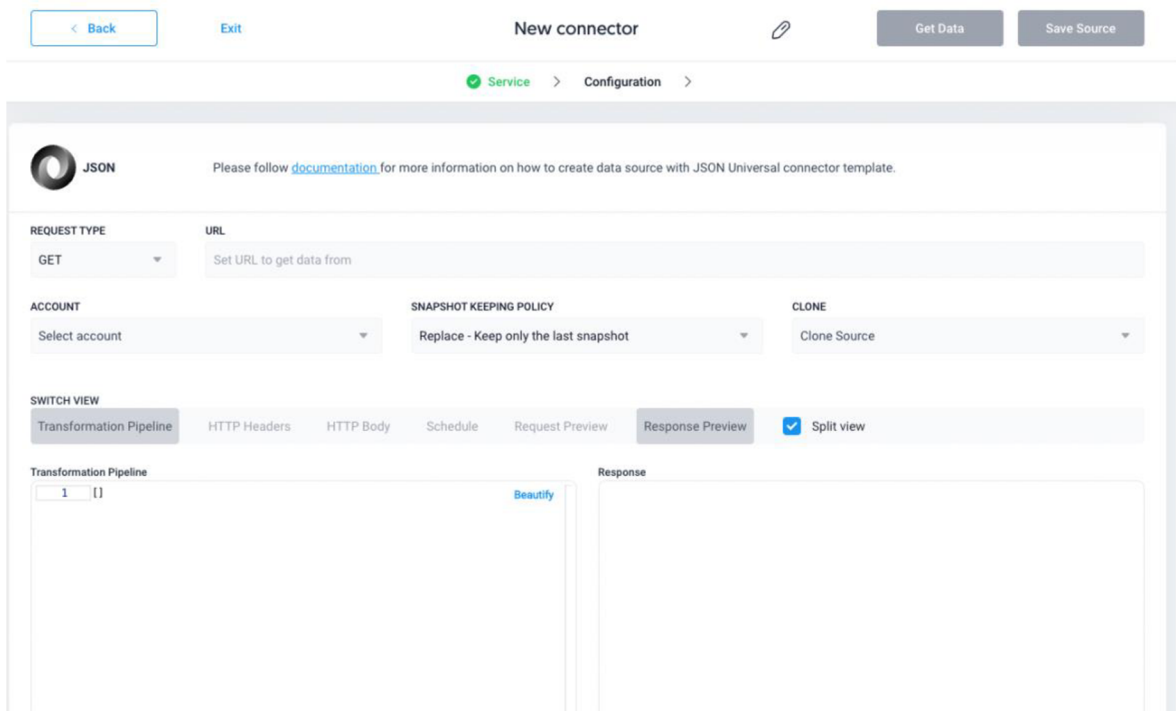 Back
Exit
New connector
Get Data
Save Source
Service
Configuration
JSON
Please follow documentation for more information on how to create data source with JSON Universal connector template.
REQUEST TYPE
URL
GET
Set URL to get data from
ACCOUNT
SNAPSHOT KEEPING POLICY
CLONE
Select account
Replace - Keep only the last snapshot
Clone Source
SWITCH VIEW
Transformation Pipeline
HTTP Headers
HTTP Body
Schedule
Request Preview
Response Preview
Split view
Transformation Pipeline
Response
1 []
Beautify